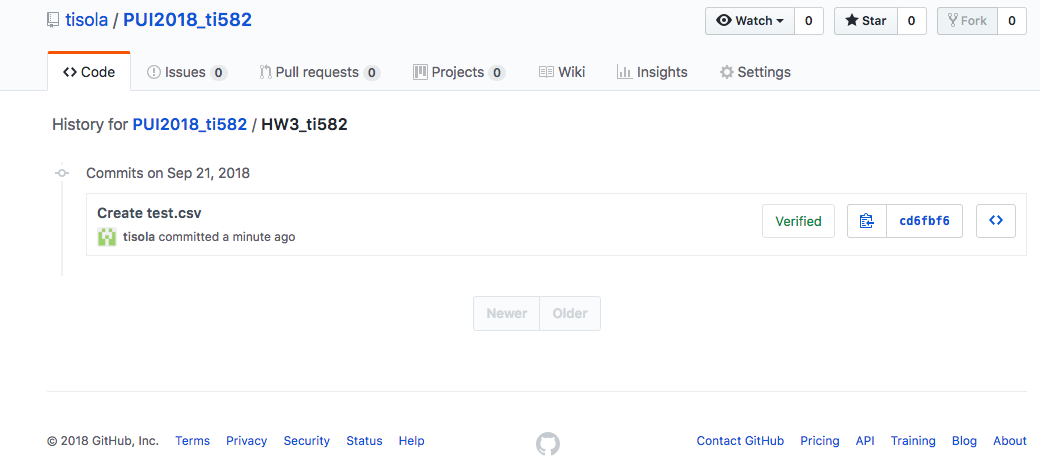 tisola / PUI2018_ti582
Watch 0 Star 0 Fork 0
Code Issues 0 Pull requests 0 Projects 0 Wiki Insights Settings
History for PUI2018_ti582 / HW3_ti582
Commits on Sep 21, 2018
Create test.csv
tisola committed a minute ago
Verified cd6fbf6
Newer Older
© 2018 GitHub, Inc. Terms Privacy Security Status Help Contact GitHub Pricing API Training Blog About